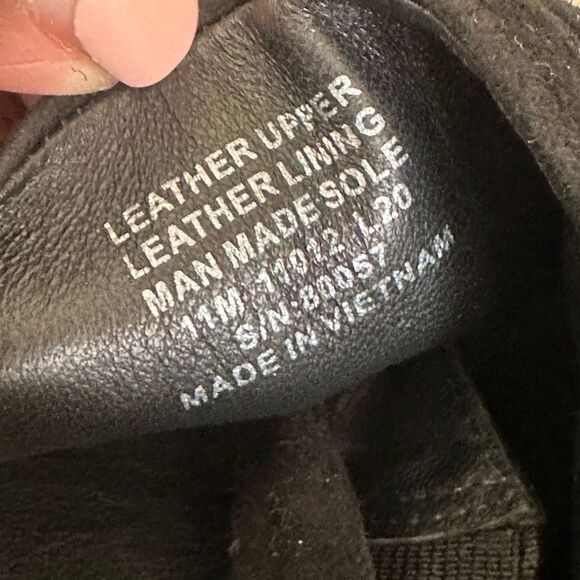 LEATHER UPPER
LEATHER LINING
MAN MADE SOLE
11M 11012 L20
S/N:80057
MADE IN VIETNAM